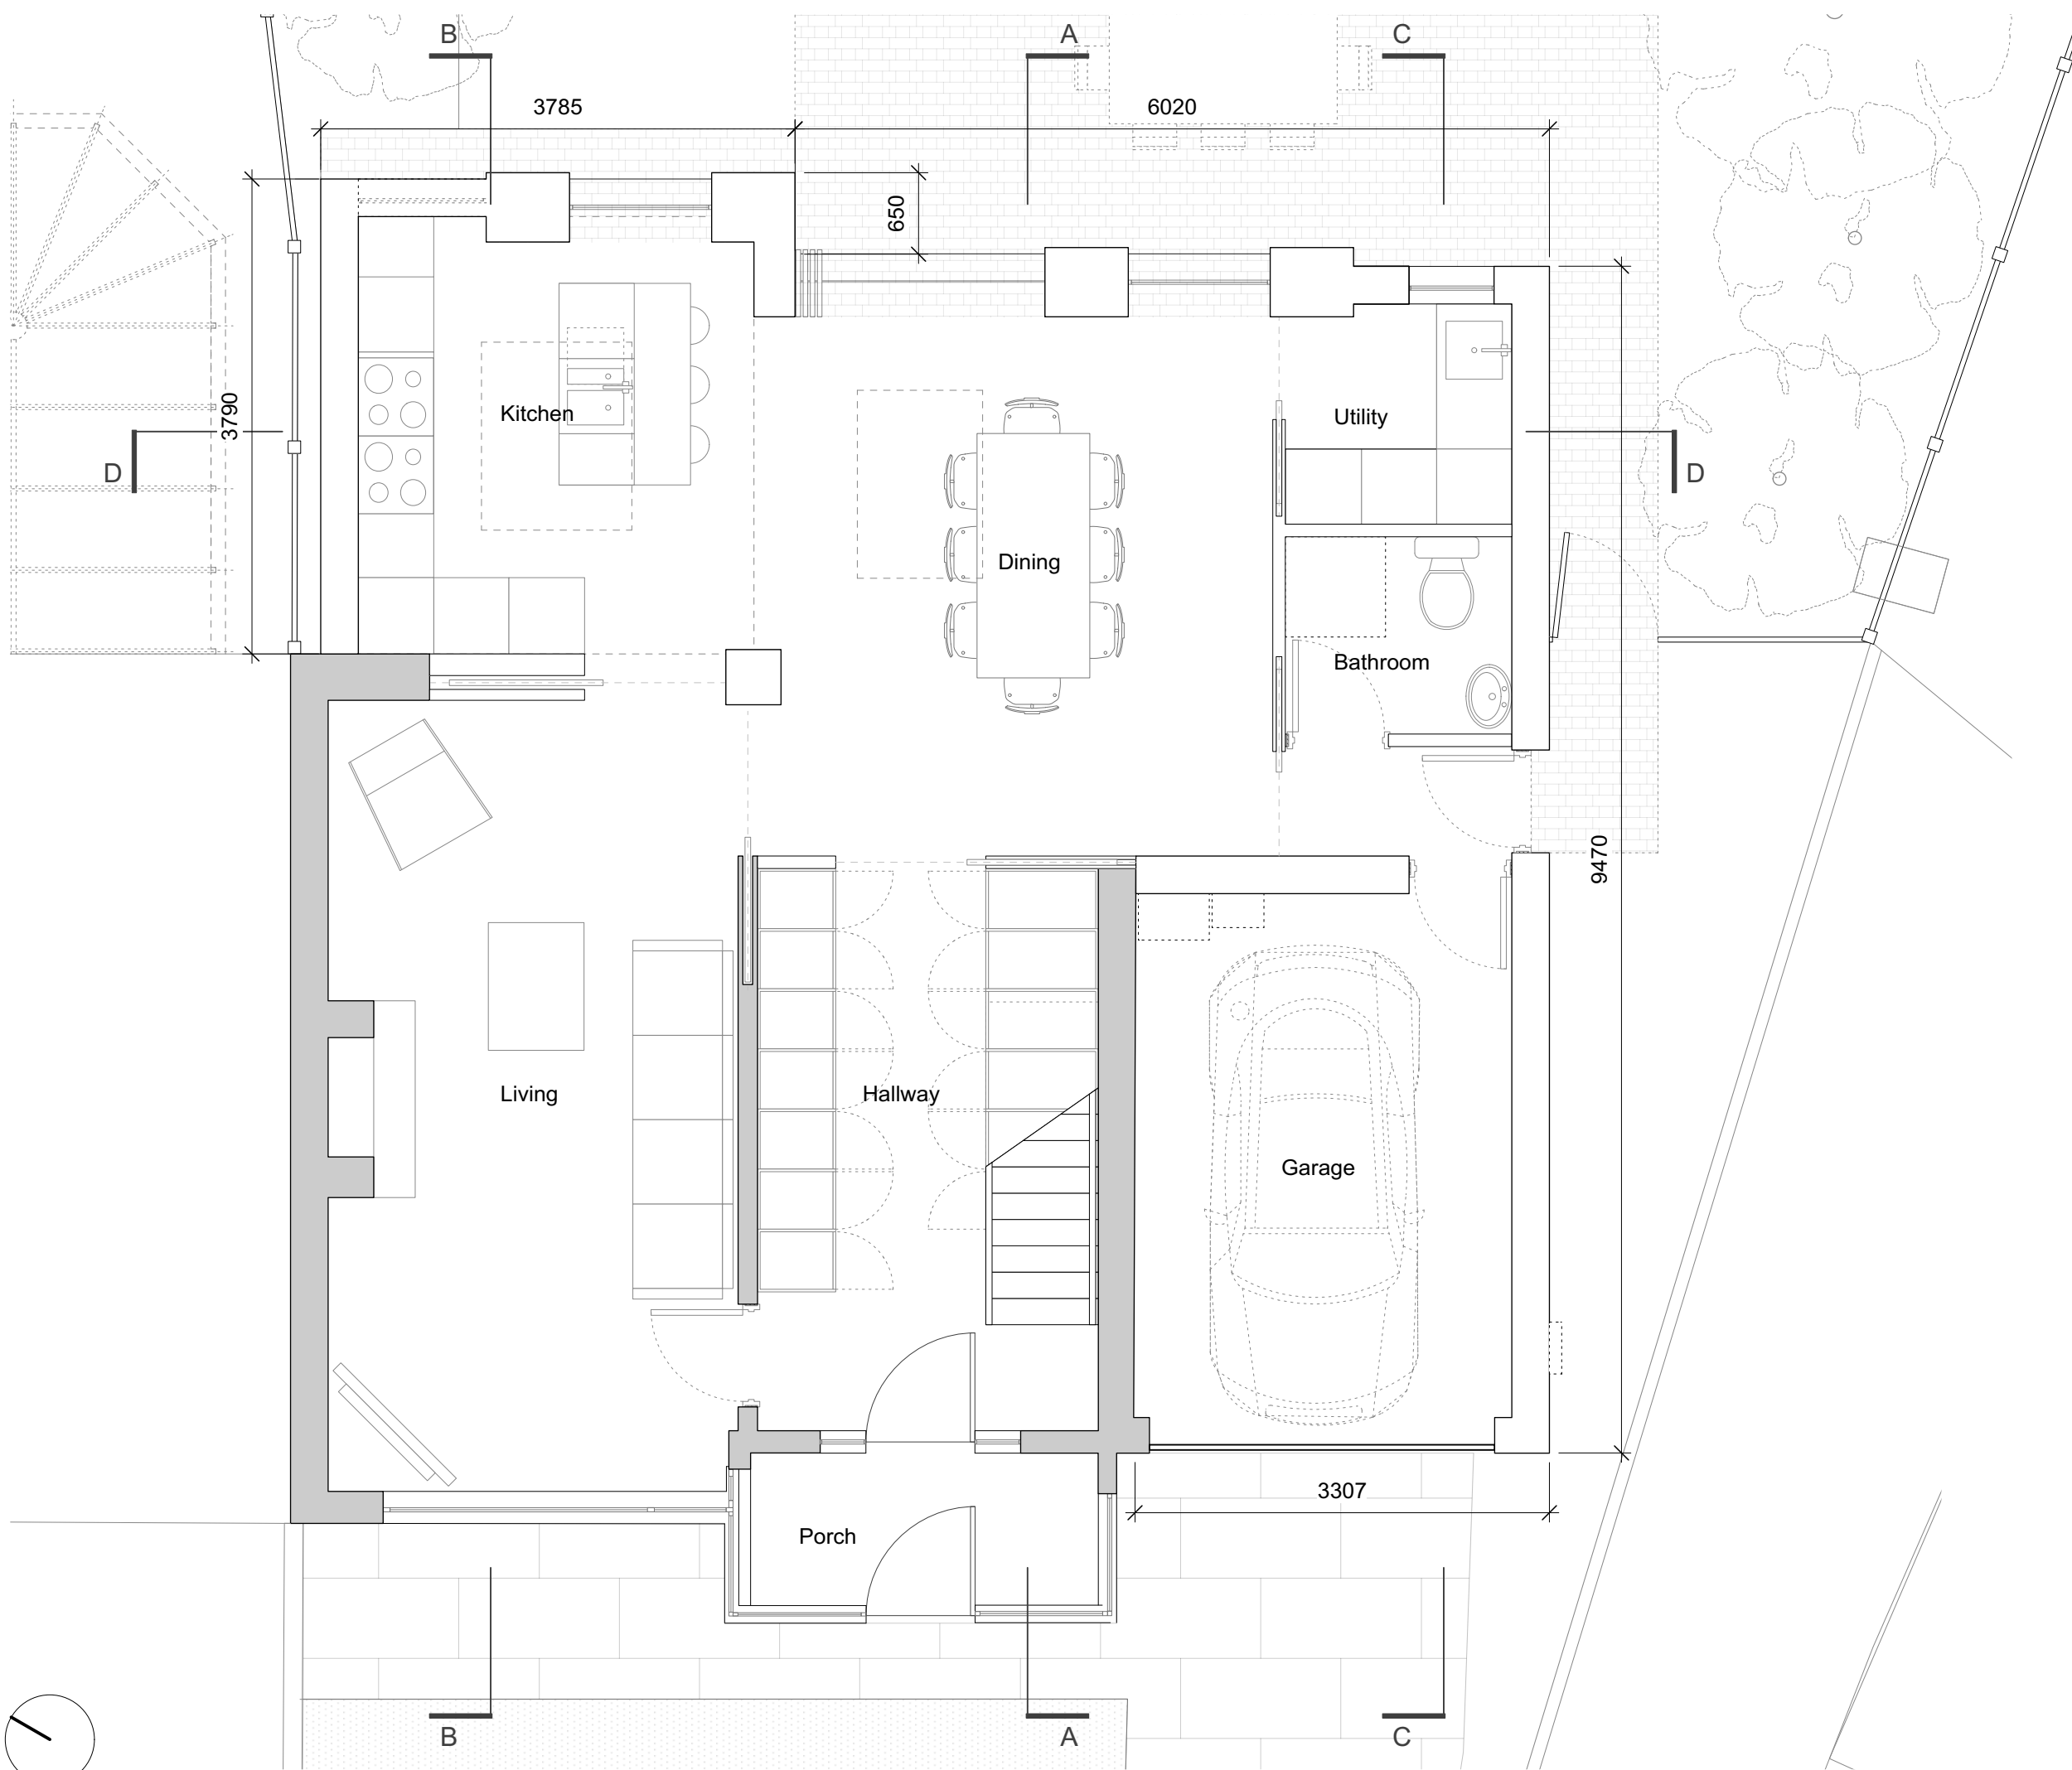 B
A
C
3785
6020
650
3790
Kitchen
Utility
D
D
Dining
Bathroom
9470
Living
Hallway
Garage
3307
Porch
B
A
C